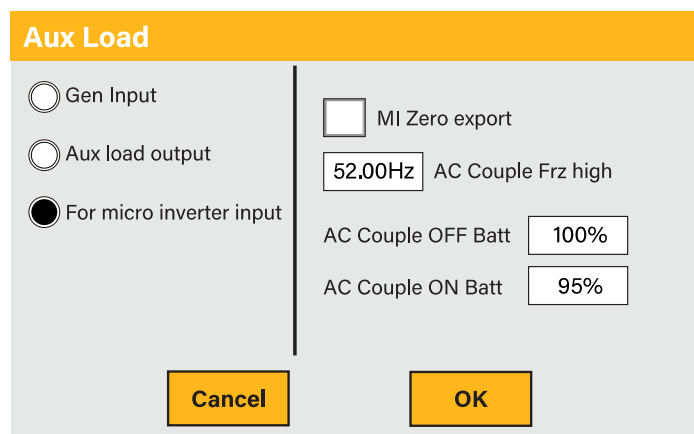 Aux Load
Gen Input
Aux load output
For micro inverter input
MI Zero export
52.00Hz AC Couple Frz high
AC Couple OFF Batt 100%
AC Couple ON Batt 95%
Cancel
OK